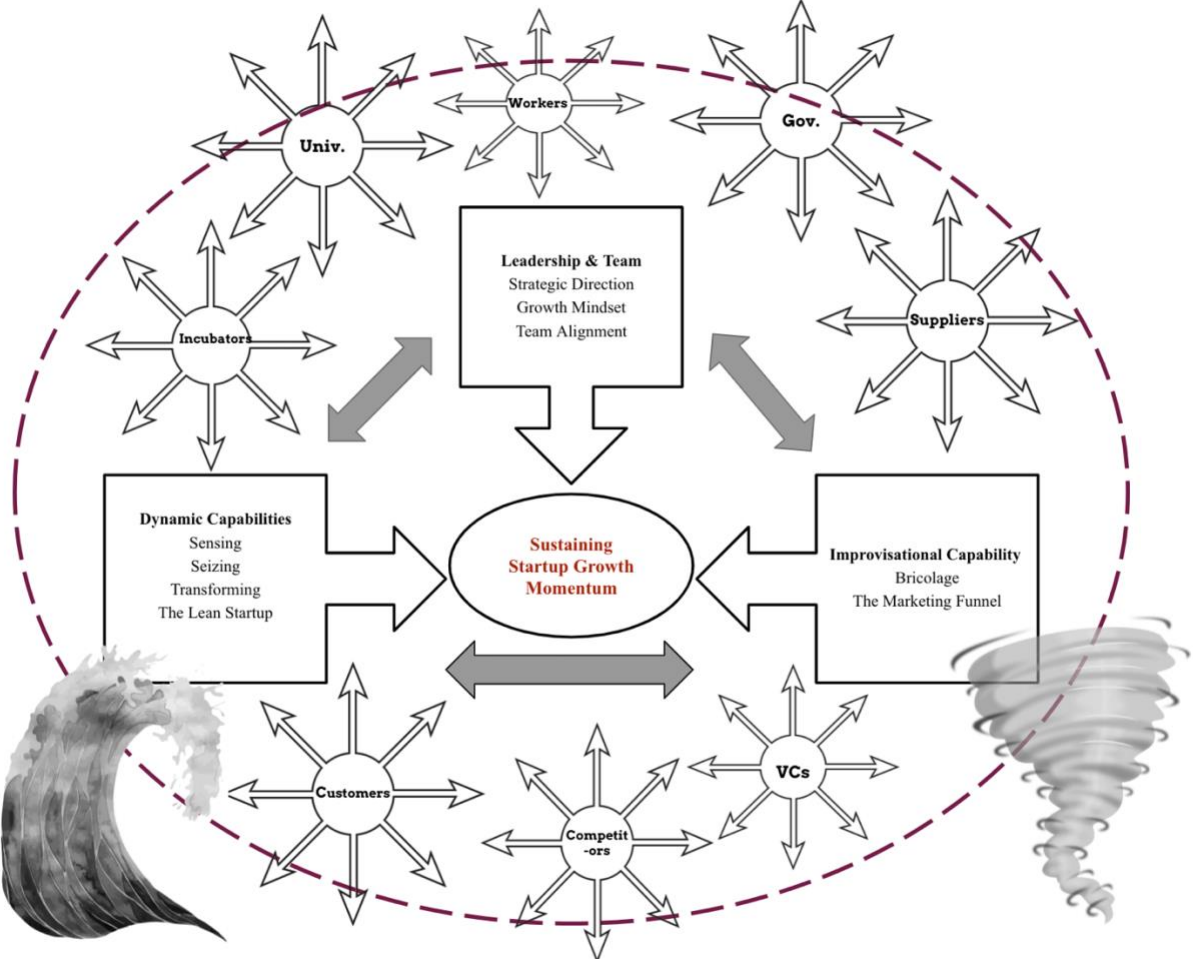 Workers
Gov.
Univ.
Leadership & Team
Strategic Direction
Growth Mindset
Team Alignment
Suppliers
Incubators
Dynamic Capabilities
Sensing
Seizing
Transforming
The Lean Startup
Sustaining
Startup Growth
Momentum
Improvisational Capability
Bricolage
The Marketing Funnel
Customers
VCs
Competit
-ors